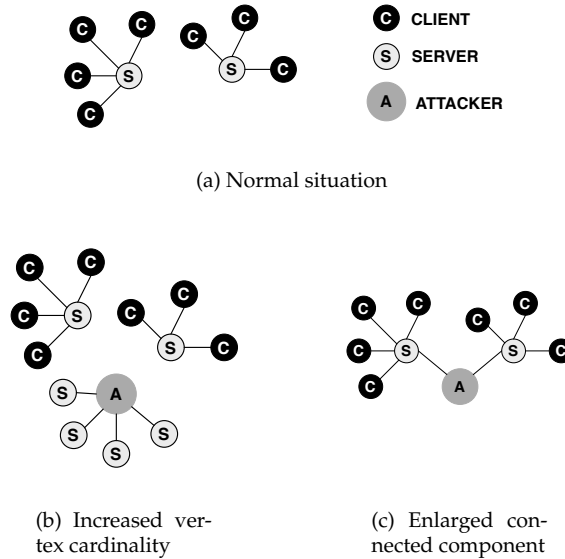 C C C CLIENT
C S S C S SERVER
C A ATTACKER
(a) Normal situation
C C C
C S C S C
C A
S S S S
C C C
C S C S C
C A
(b) Increased ver-
tex cardinality
(c) Enlarged con-
nected component